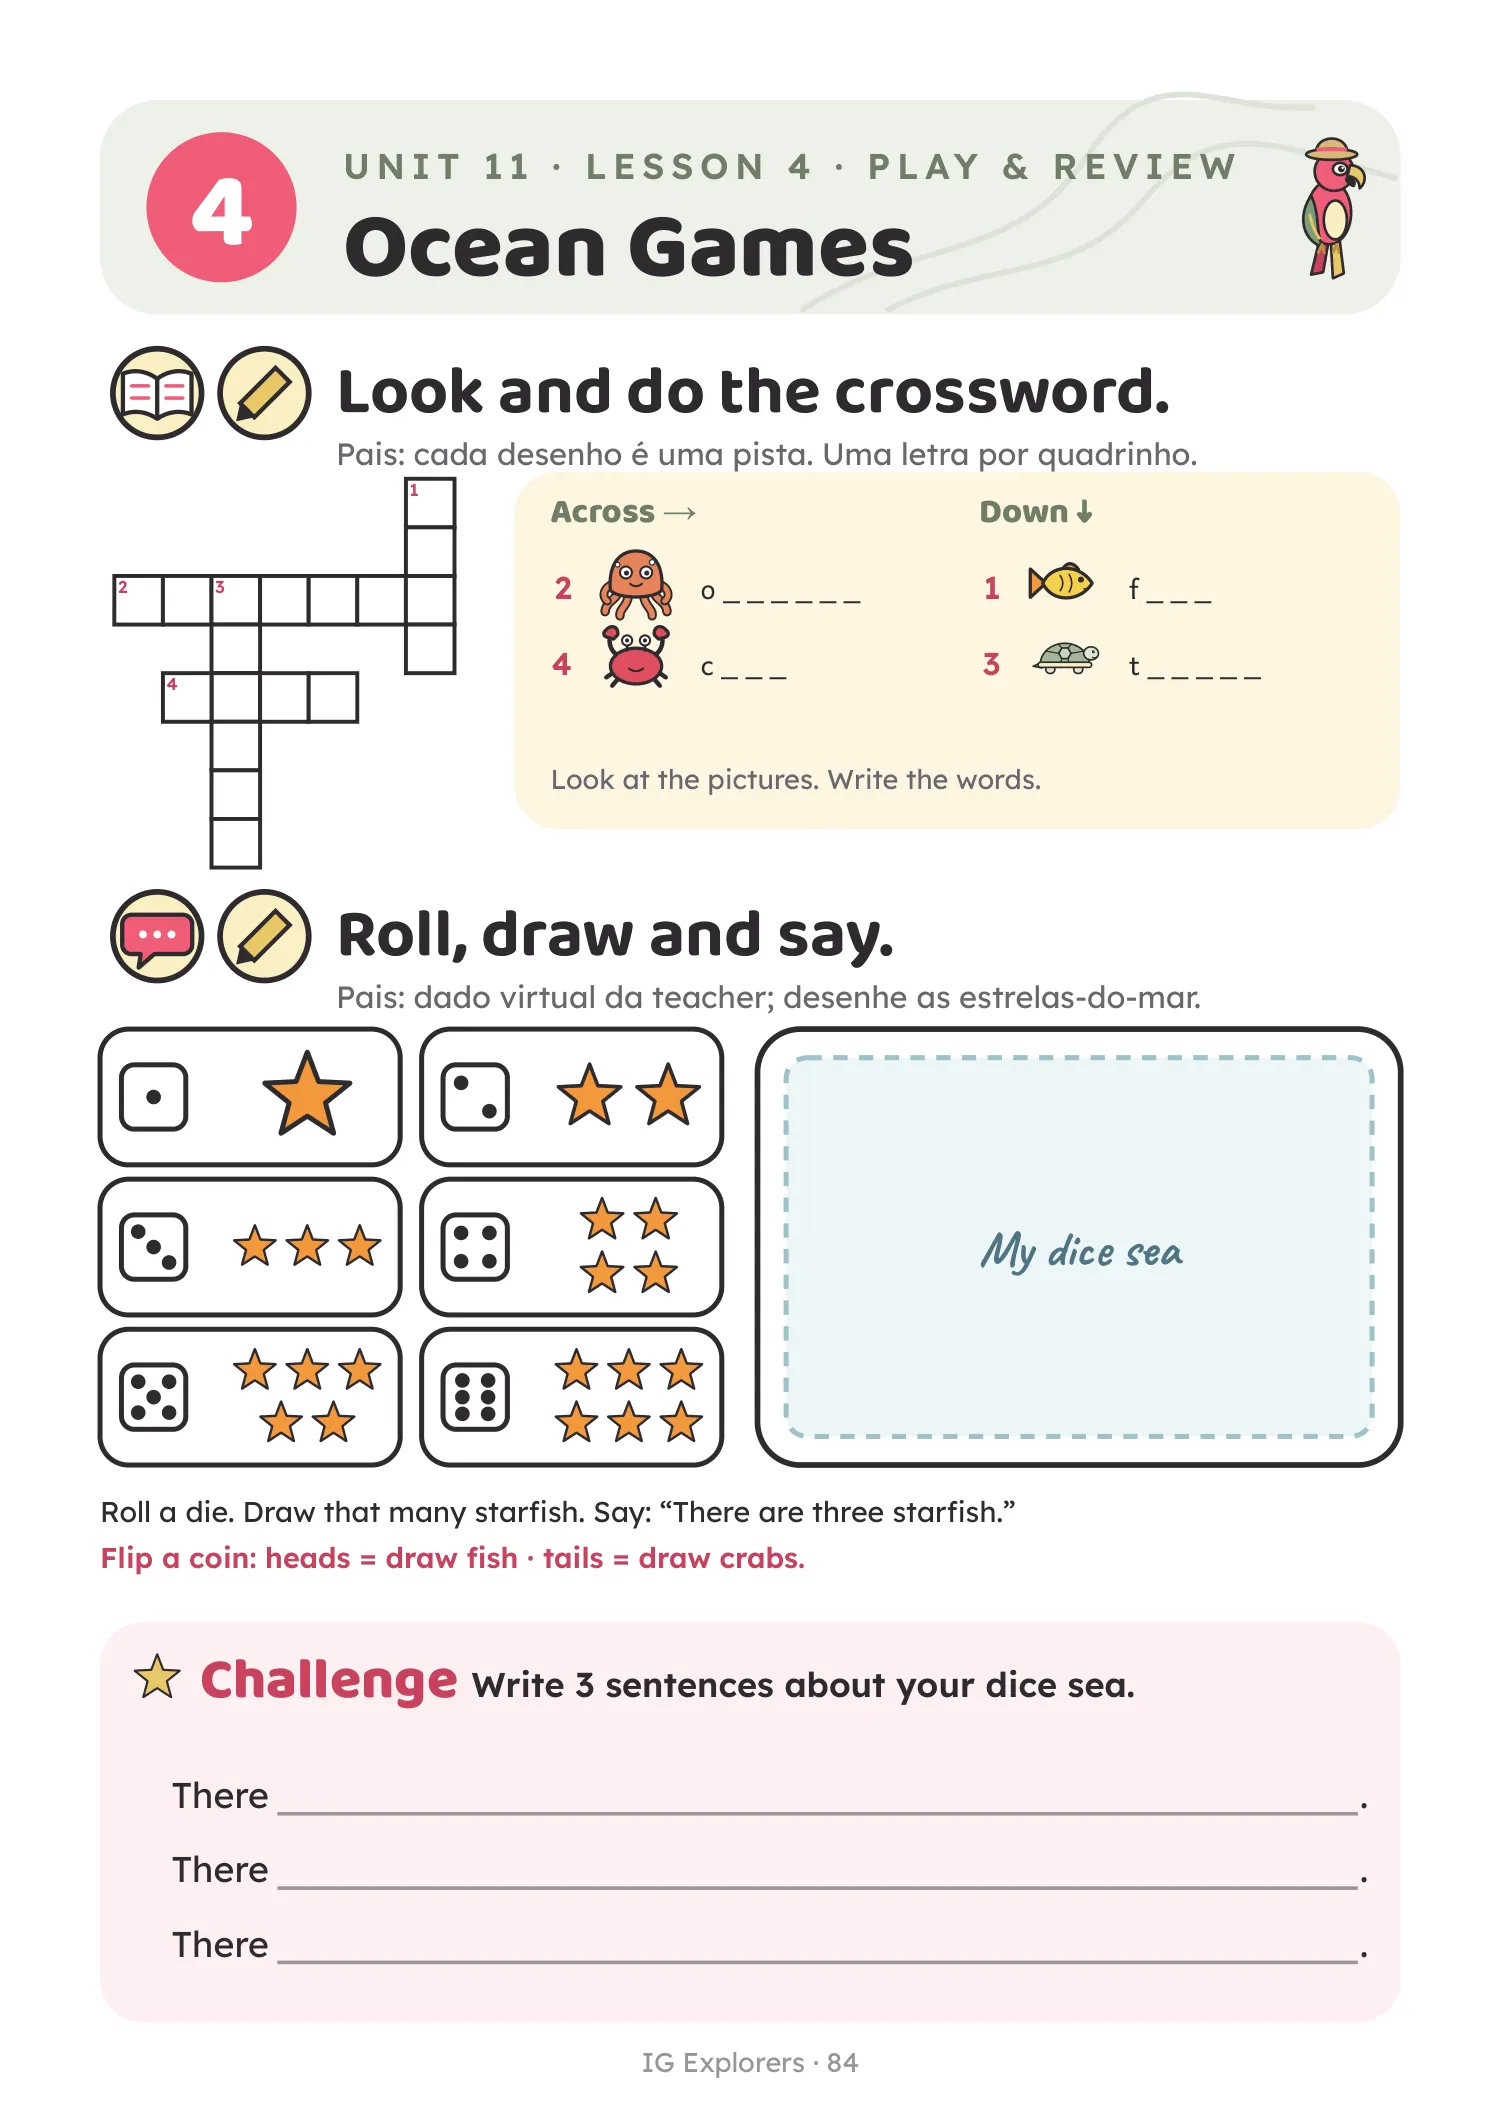 4
UNIT 11 · LESSON 4 · PLAY & REVIEW
Ocean Games
Look and do the crossword.
Pais: cada desenho é uma pista. Uma letra por quadrinho.
1
2 3
4
Across →
2 o _ _ _ _ _ _
4 c _ _ _
Down ↓
1 f _ _ _
3 t _ _ _ _ _
Look at the pictures. Write the words.
Roll, draw and say.
Pais: dado virtual da teacher; desenhe as estrelas-do-mar.
My dice sea
Roll a die. Draw that many starfish. Say: “There are three starfish.”
Flip a coin: heads = draw fish · tails = draw crabs.
Challenge Write 3 sentences about your dice sea.
There ______.
There ______.
There ______.
IG Explorers · 84